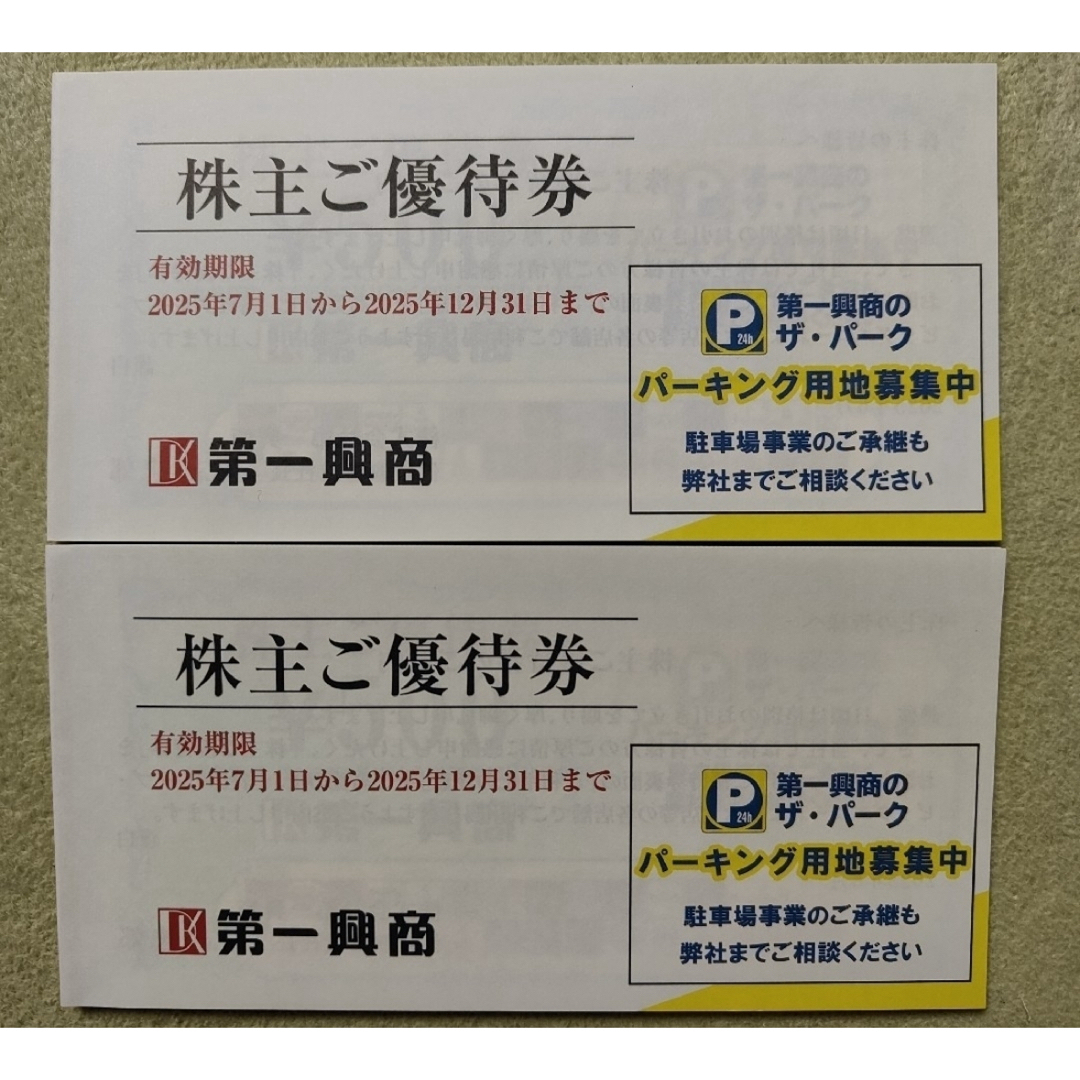 株主ご優待券
有効期限
2025年7月1日から2025年12月31日まで
DK 第一興商
P 24h
第一興商の
ザ・パーク
パーキング用地募集中
駐車場事業のご承継も
弊社までご相談ください
株主ご優待券
有効期限
2025年7月1日から2025年12月31日まで
DK 第一興商
P 24h
第一興商の
ザ・パーク
パーキング用地募集中
駐車場事業のご承継も
弊社までご相談ください